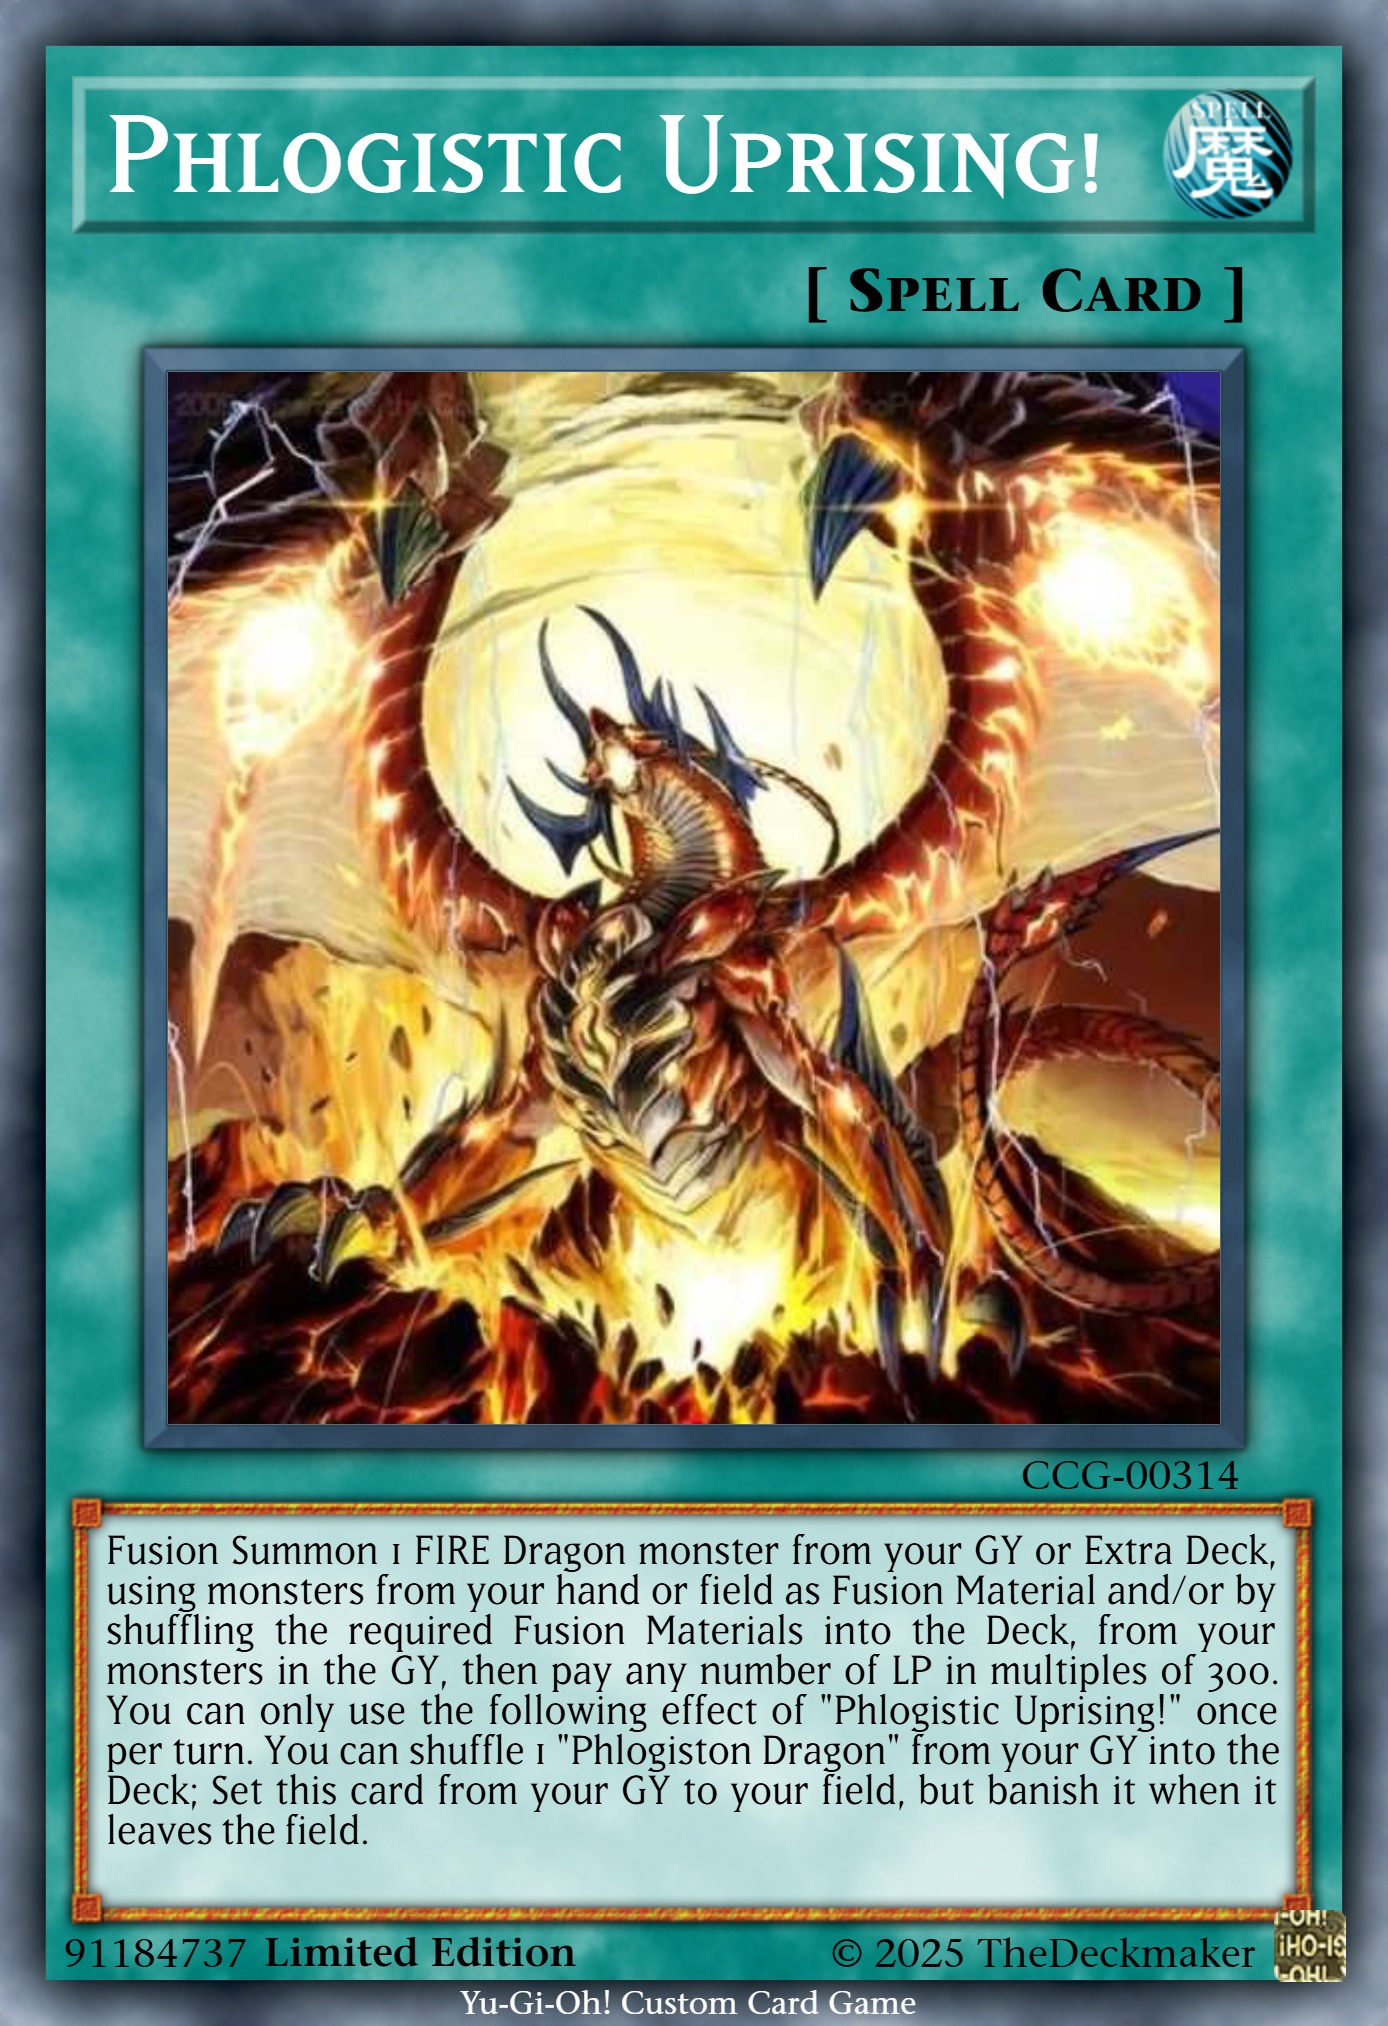 PHLOGISTIC UPRISING!
SPELL
魔
[ SPELL CARD ]
CCG-00314
Fusion Summon 1 FIRE Dragon monster from your GY or Extra Deck,
using monsters from your hand or field as Fusion Material and/or by
shuffling the required Fusion Materials into the Deck, from your
monsters in the GY, then pay any number of LP in multiples of 300.
You can only use the following effect of "Phlogistic Uprising!" once
per turn. You can shuffle 1 "Phlogiston Dragon" from your GY into the
Deck; Set this card from your GY to your field, but banish it when it
leaves the field.
91184737 Limited Edition
© 2025 TheDeckmaker
Yu-Gi-Oh! Custom Card Game